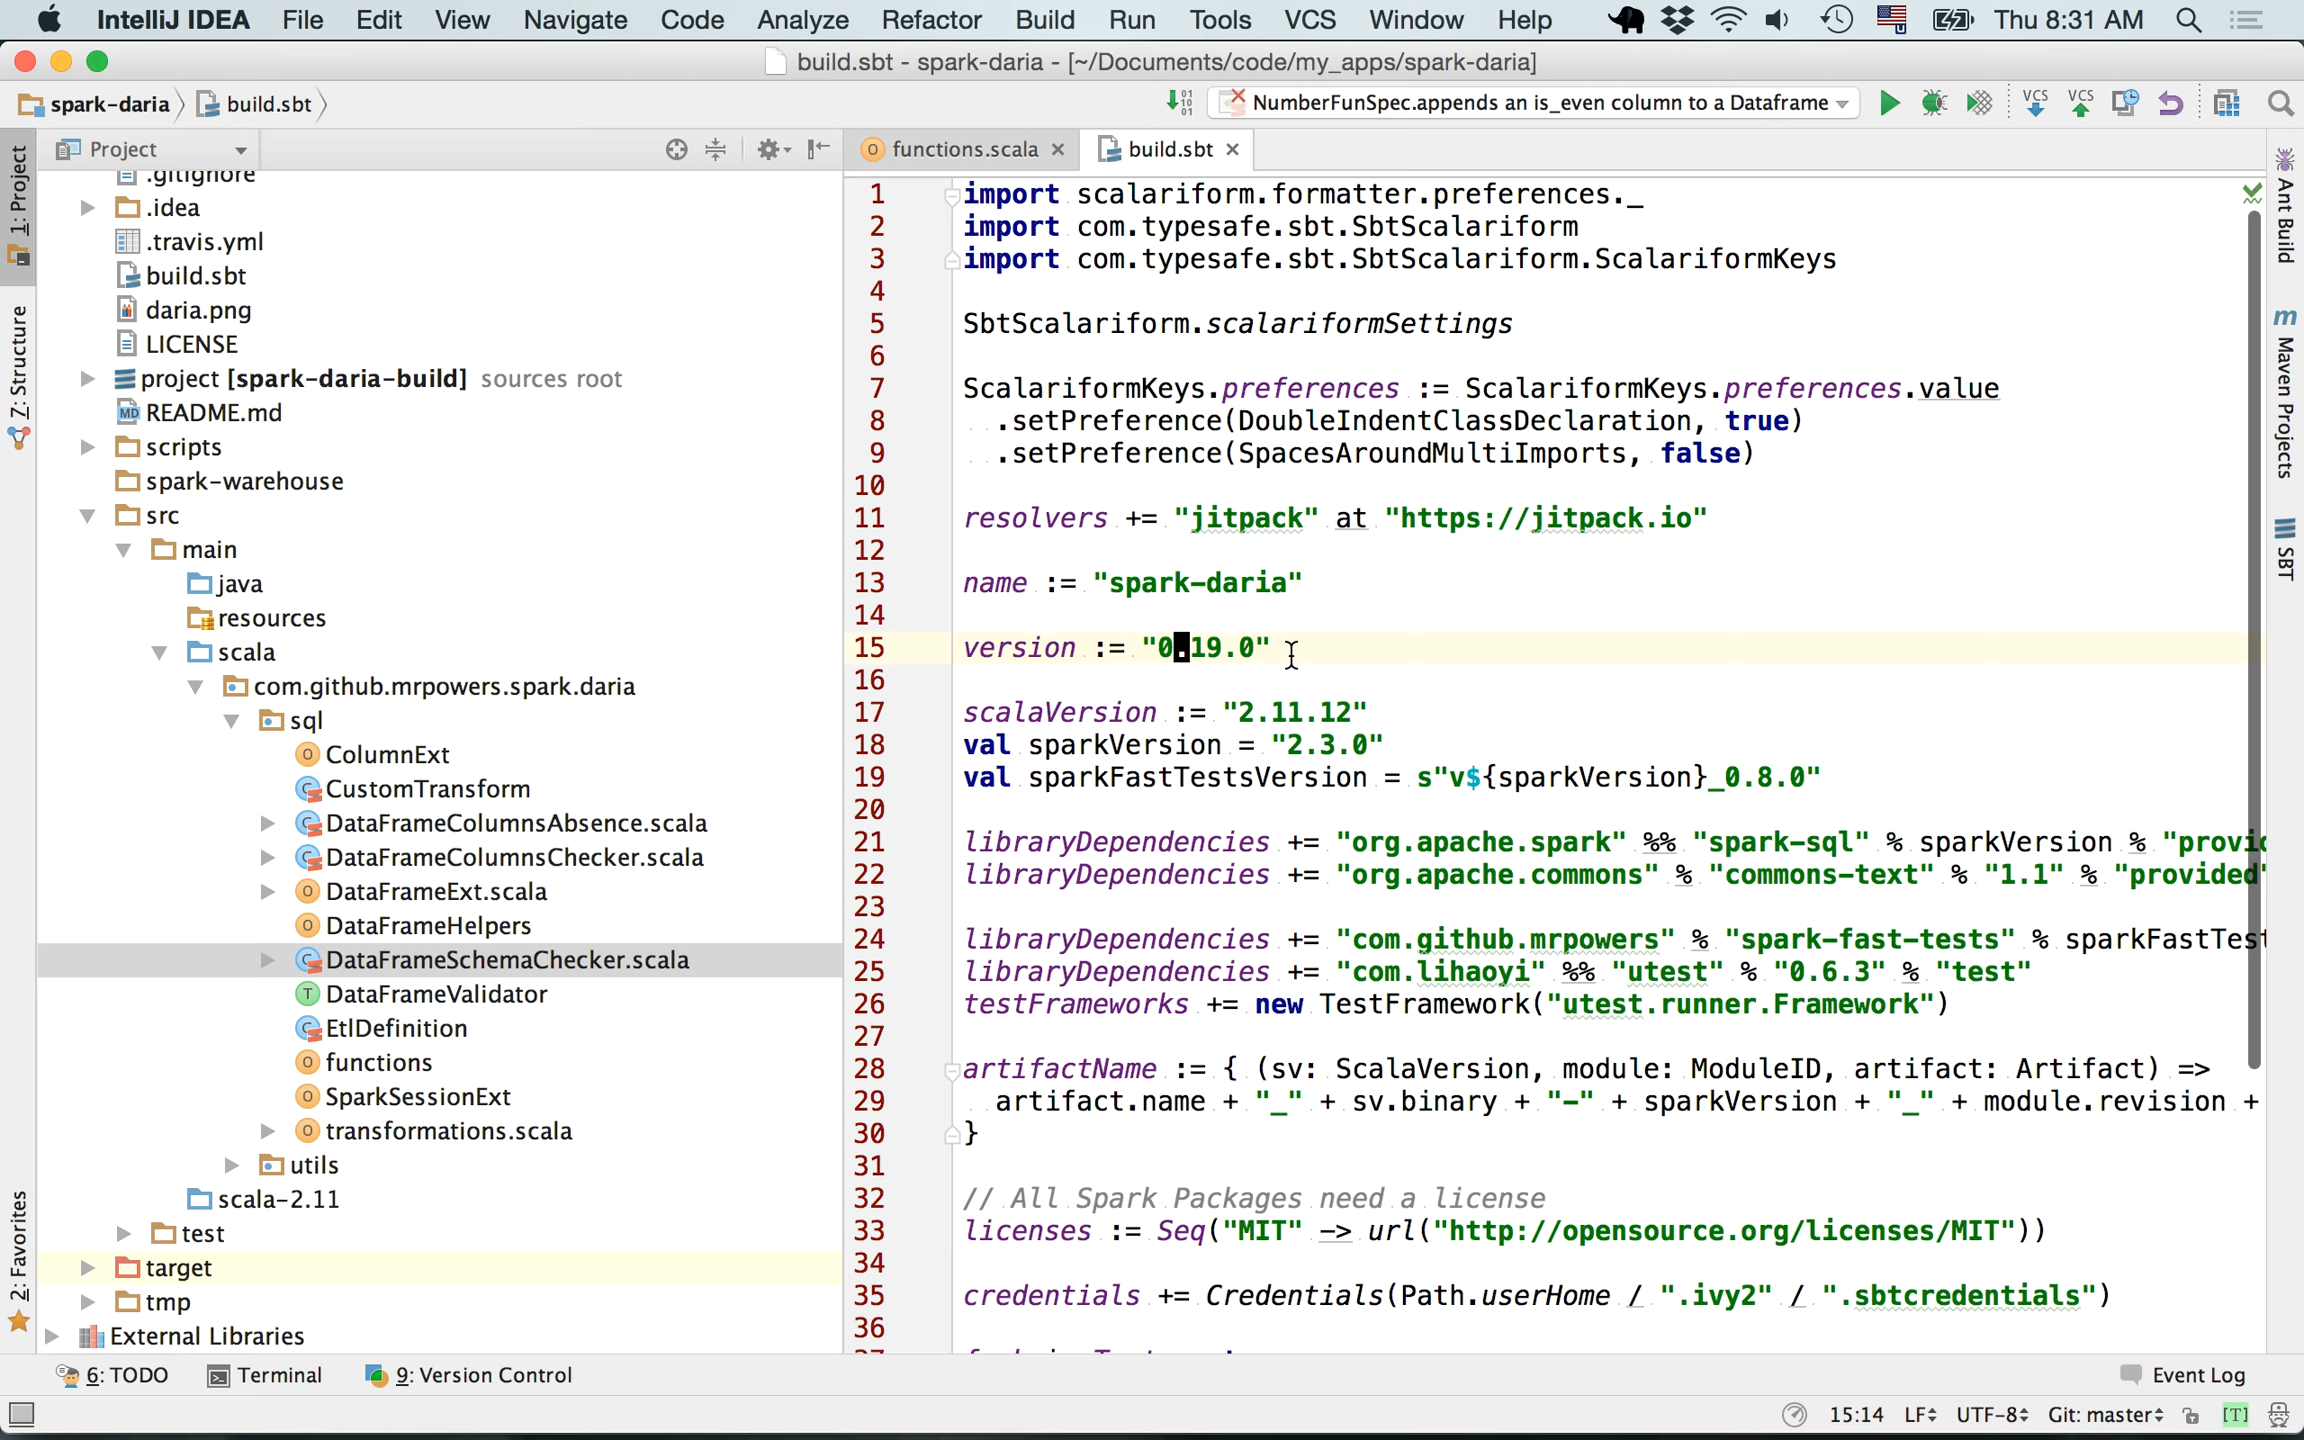 IntelliJ IDEA File Edit View Navigate Code Analyze Refactor Build Run Tools VCS Window Help Thu 8:31 AM
build.sbt - spark-daria - [~/Documents/code/my_apps/spark-daria]
spark-daria build.sbt NumberFunSpec.appends an is_even column to a Dataframe VCS VCS
1: Project
Z: Structure
2: Favorites
Project
.gitignore
.idea
.travis.yml
build.sbt
daria.png
LICENSE
project [spark-daria-build] sources root
README.md
scripts
spark-warehouse
src
main
java
resources
scala
com.github.mrpowers.spark.daria
sql
ColumnExt
CustomTransform
DataFrameColumnsAbsence.scala
DataFrameColumnsChecker.scala
DataFrameExt.scala
DataFrameHelpers
DataFrameSchemaChecker.scala
DataFrameValidator
EtlDefinition
functions
SparkSessionExt
transformations.scala
utils
scala-2.11
test
target
tmp
External Libraries
functions.scala build.sbt
1 import scalariform.formatter.preferences._
2 import com.typesafe.sbt.SbtScalariform
3 import com.typesafe.sbt.SbtScalariform.ScalariformKeys
4
5 SbtScalariform.scalariformSettings
6
7 ScalariformKeys.preferences := ScalariformKeys.preferences.value
8 .setPreference(DoubleIndentClassDeclaration, true)
9 .setPreference(SpacesAroundMultiImports, false)
10
11 resolvers += "jitpack" at "https://jitpack.io"
12
13 name := "spark-daria"
14
15 version := "0.19.0"
16
17 scalaVersion := "2.11.12"
18 val sparkVersion = "2.3.0"
19 val sparkFastTestsVersion = s"v${sparkVersion}_0.8.0"
20
21 libraryDependencies += "org.apache.spark" %% "spark-sql" % sparkVersion % "provid
22 libraryDependencies += "org.apache.commons" % "commons-text" % "1.1" % "provided"
23
24 libraryDependencies += "com.github.mrpowers" % "spark-fast-tests" % sparkFastTest
25 libraryDependencies += "com.lihaoyi" %% "utest" % "0.6.3" % "test"
26 testFrameworks += new TestFramework("utest.runner.Framework")
27
28 artifactName := { (sv: ScalaVersion, module: ModuleID, artifact: Artifact) =>
29 artifact.name + "_" + sv.binary + "-" + sparkVersion + "_" + module.revision +
30 }
31
32 // All Spark Packages need a license
33 licenses := Seq("MIT" -> url("http://opensource.org/licenses/MIT"))
34
35 credentials += Credentials(Path.userHome / ".ivy2" / ".sbtcredentials")
36
Ant Build
Maven Projects
SBT
6: TODO Terminal 9: Version Control Event Log
15:14 LF UTF-8 Git: master [T]